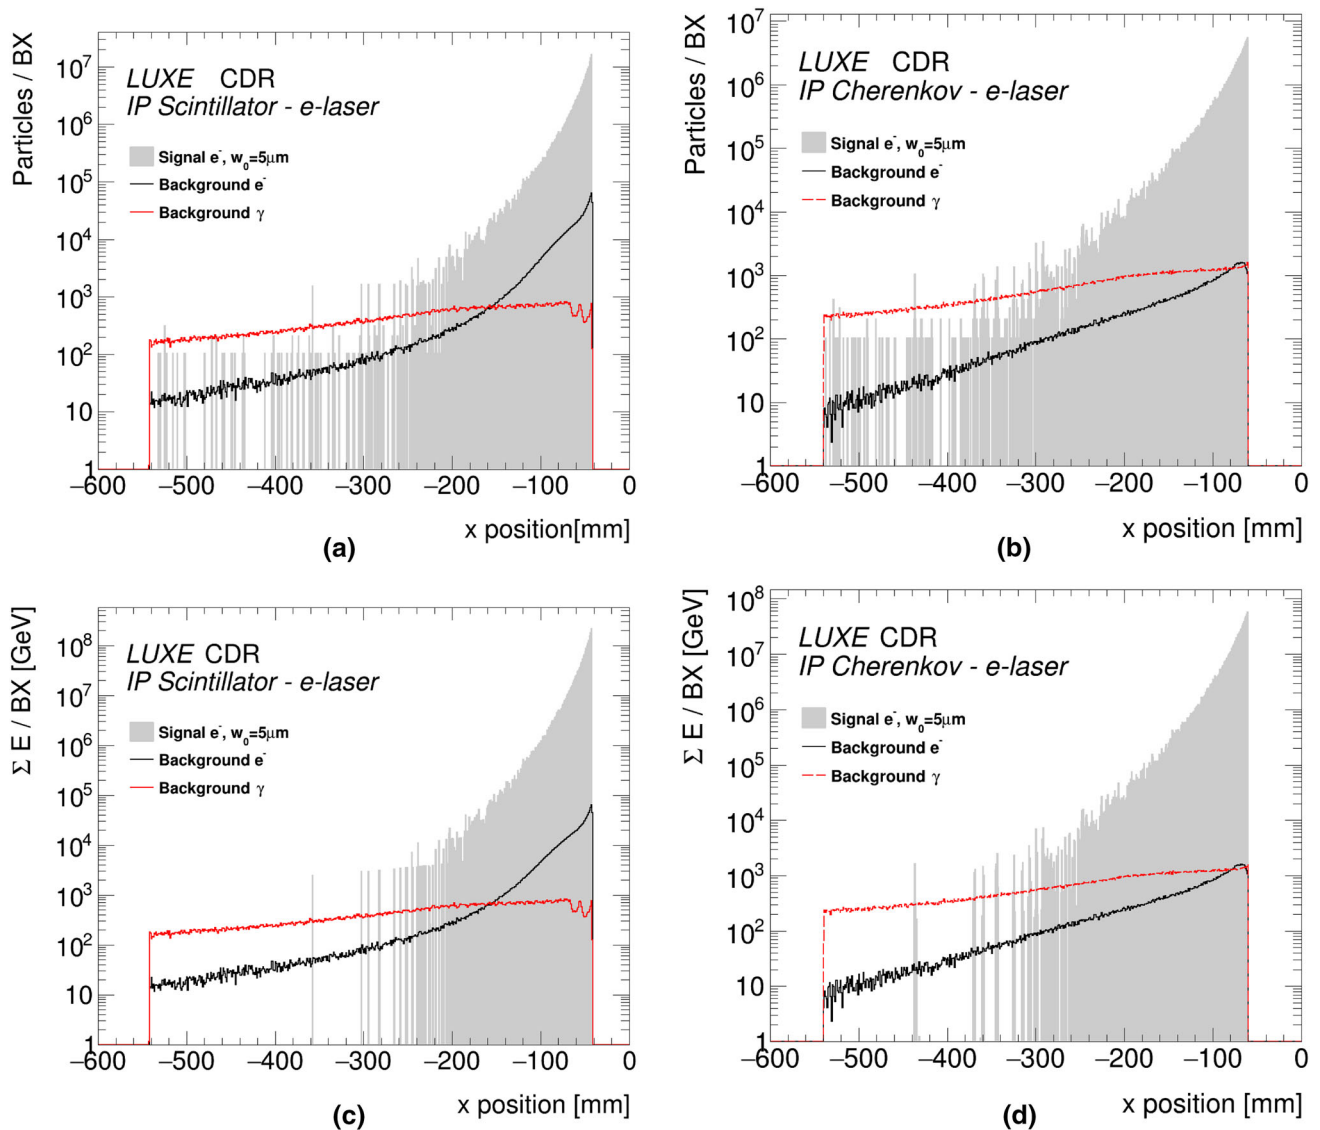 Particles / BX
10⁷
10⁶
10⁵
10⁴
10³
10²
10
1
LUXE CDR
IP Scintillator - e-laser
Signal e⁻, w₀=5μm
Background e⁻
Background γ
−600 −500 −400 −300 −200 −100 0
x position[mm]
(a)
Particles / BX
10⁷
10⁶
10⁵
10⁴
10³
10²
10
1
LUXE CDR
IP Cherenkov - e-laser
Signal e⁻, w₀=5μm
Background e⁻
Background γ
−600 −500 −400 −300 −200 −100 0
x position [mm]
(b)
Σ E / BX [GeV]
10⁸
10⁷
10⁶
10⁵
10⁴
10³
10²
10
1
LUXE CDR
IP Scintillator - e-laser
Signal e⁻, w₀=5μm
Background e⁻
Background γ
−600 −500 −400 −300 −200 −100 0
x position [mm]
(c)
Σ E / BX [GeV]
10⁸
10⁷
10⁶
10⁵
10⁴
10³
10²
10
1
LUXE CDR
IP Cherenkov - e-laser
Signal e⁻, w₀=5μm
Background e⁻
Background γ
−600 −500 −400 −300 −200 −100 0
x position [mm]
(d)